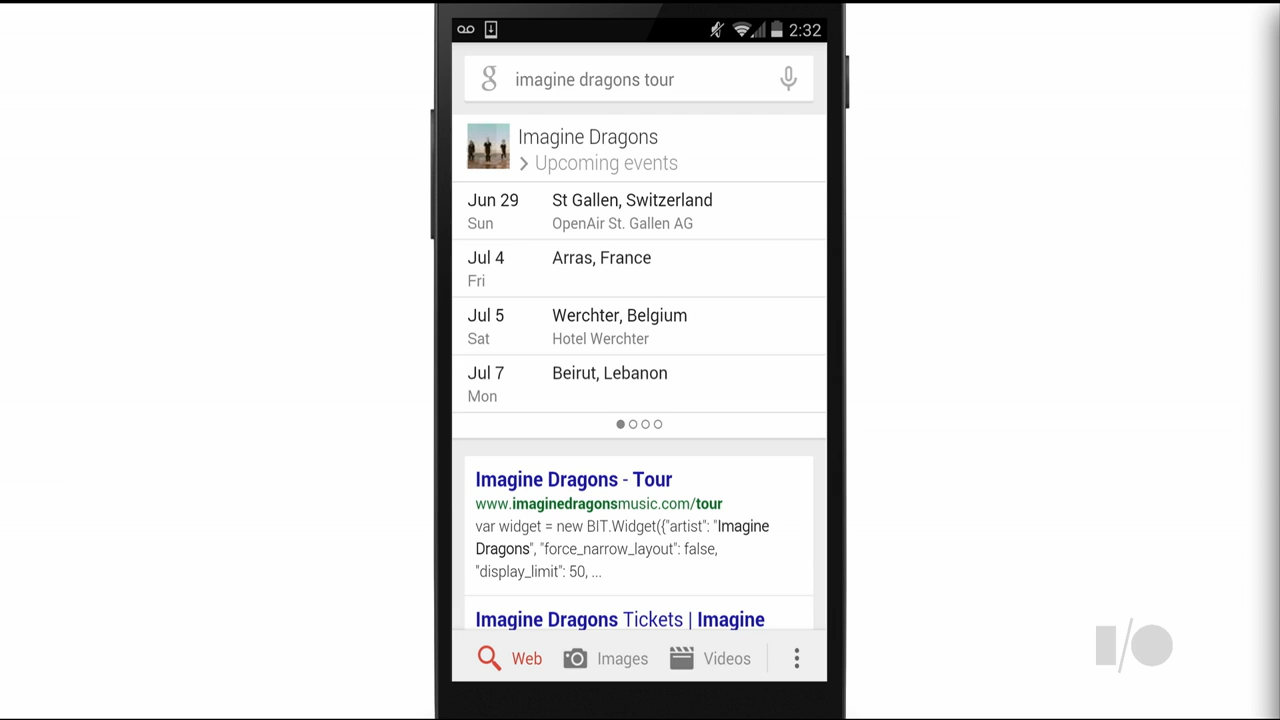 2:32
g imagine dragons tour
Imagine Dragons
Upcoming events
Jun 29 St Gallen, Switzerland
Sun OpenAir St. Gallen AG
Jul 4 Arras, France
Fri
Jul 5 Werchter, Belgium
Sat Hotel Werchter
Jul 7 Beirut, Lebanon
Mon
Imagine Dragons - Tour
www.imaginedragonsmusic.com/tour
var widget = new BIT.Widget({"artist": "Imagine
Dragons", "force_narrow_layout": false,
"display_limit": 50, ...
Imagine Dragons Tickets | Imagine
Web Images Videos
I/O